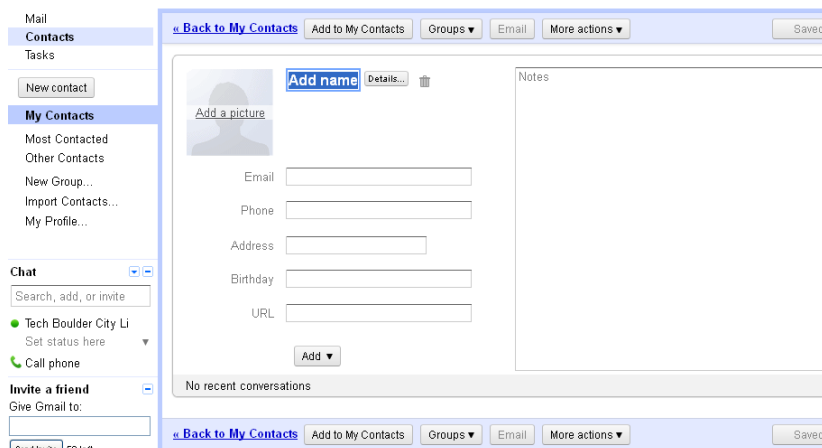 Mail
Contacts
Tasks
New contact
My Contacts
Most Contacted
Other Contacts
New Group...
Import Contacts...
My Profile...
Chat
Search, add, or invite
Tech Boulder City Li
Set status here
Call phone
Invite a friend
Give Gmail to:
« Back to My Contacts Add to My Contacts Groups ▼ Email More actions ▼ Saved
Add a picture
Add name Details...
Notes
Email
Phone
Address
Birthday
URL
Add ▼
No recent conversations
« Back to My Contacts Add to My Contacts Groups ▼ Email More actions ▼ Saved